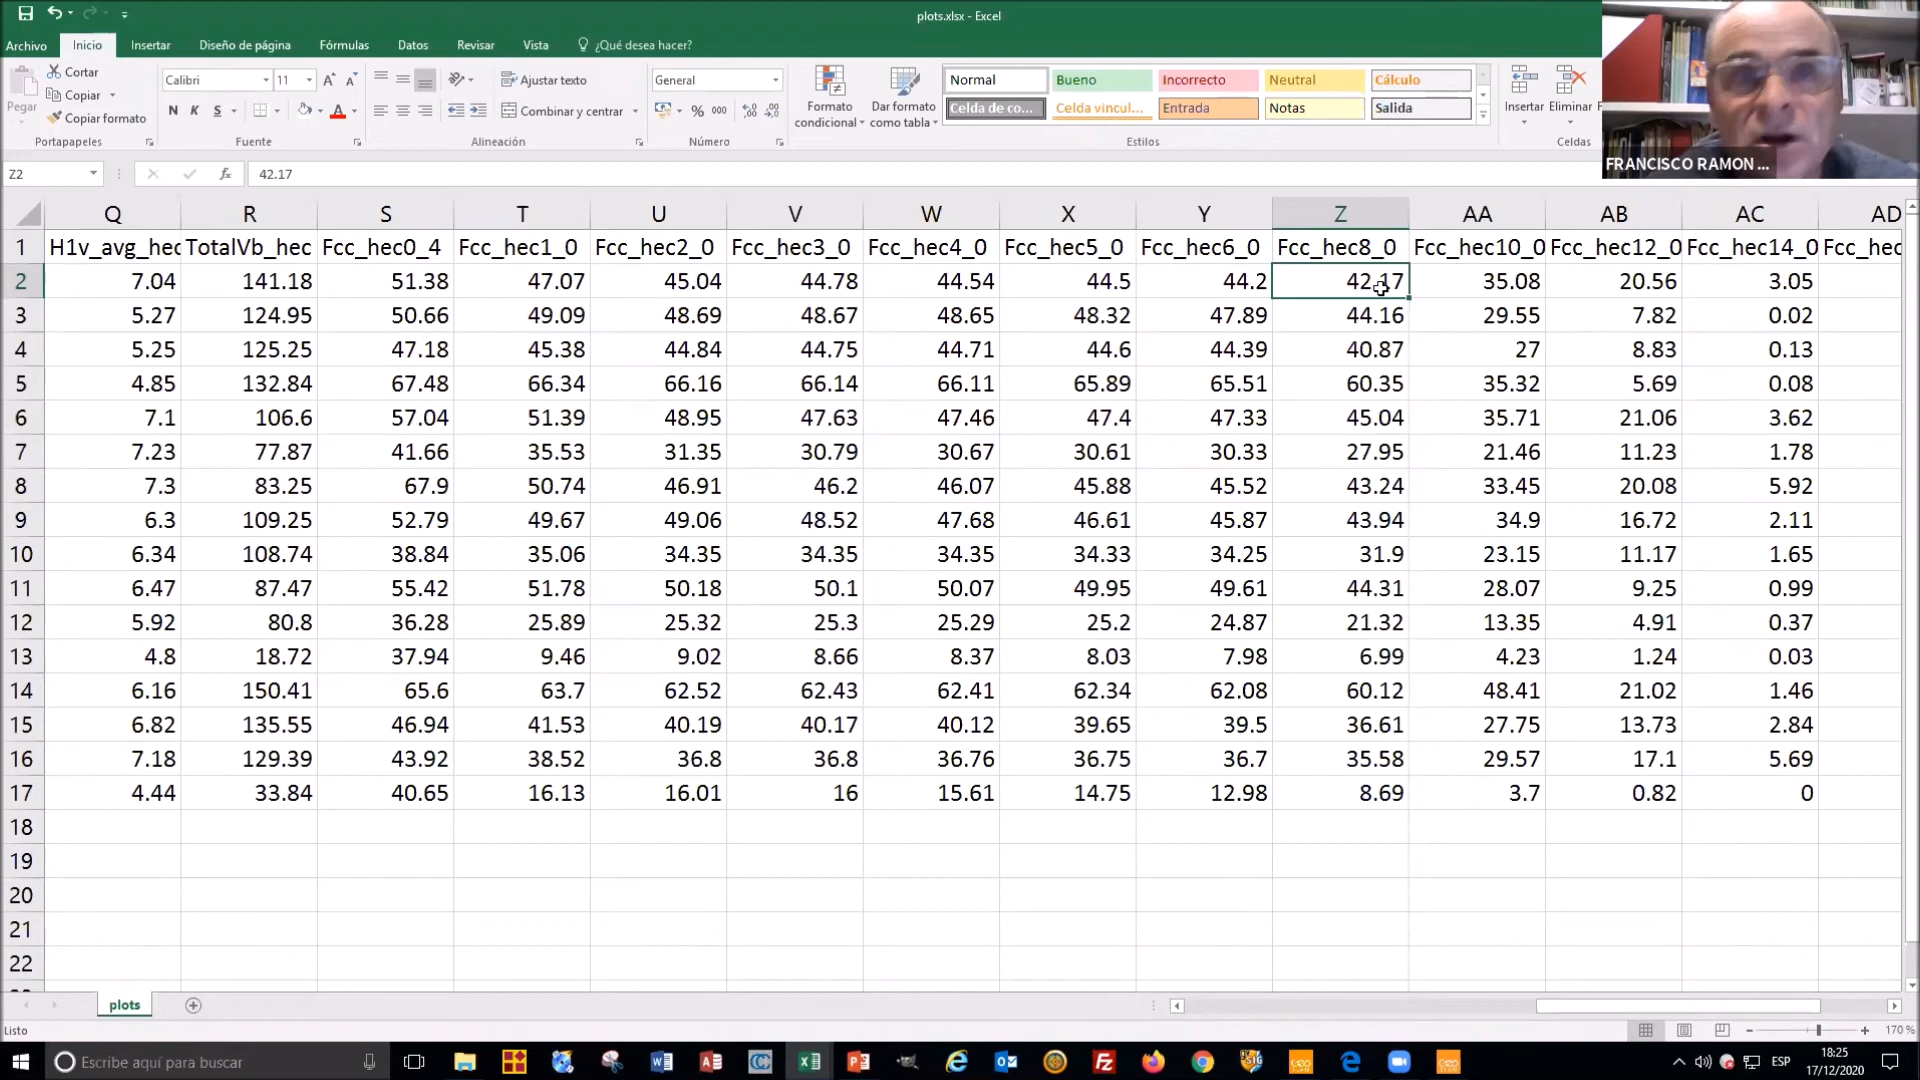 plots.xlsx - Excel
Archivo Inicio Insertar Diseño de página Fórmulas Datos Revisar Vista ¿Qué desea hacer?
Pegar Cortar
Copiar
Copiar formato
Calibri 11
N K S
Ajustar texto
Combinar y centrar
General
% 000
Formato condicional
Dar formato como tabla
Normal Bueno Incorrecto Neutral Cálculo
Celda de co... Celda vincul... Entrada Notas Salida
Insertar Eliminar
Portapapeles Fuente Alineación Número Estilos Celdas
FRANCISCO RAMON ...
Z2 fx 42.17
Q R S T U V W X Y Z AA AB AC AD
1 H1v_avg_hec TotalVb_hec Fcc_hec0_4 Fcc_hec1_0 Fcc_hec2_0 Fcc_hec3_0 Fcc_hec4_0 Fcc_hec5_0 Fcc_hec6_0 Fcc_hec8_0 Fcc_hec10_0 Fcc_hec12_0 Fcc_hec14_0 Fcc_hec
2 7.04 141.18 51.38 47.07 45.04 44.78 44.54 44.5 44.2 42.17 35.08 20.56 3.05
3 5.27 124.95 50.66 49.09 48.69 48.67 48.65 48.32 47.89 44.16 29.55 7.82 0.02
4 5.25 125.25 47.18 45.38 44.84 44.75 44.71 44.6 44.39 40.87 27 8.83 0.13
5 4.85 132.84 67.48 66.34 66.16 66.14 66.11 65.89 65.51 60.35 35.32 5.69 0.08
6 7.1 106.6 57.04 51.39 48.95 47.63 47.46 47.4 47.33 45.04 35.71 21.06 3.62
7 7.23 77.87 41.66 35.53 31.35 30.79 30.67 30.61 30.33 27.95 21.46 11.23 1.78
8 7.3 83.25 67.9 50.74 46.91 46.2 46.07 45.88 45.52 43.24 33.45 20.08 5.92
9 6.3 109.25 52.79 49.67 49.06 48.52 47.68 46.61 45.87 43.94 34.9 16.72 2.11
10 6.34 108.74 38.84 35.06 34.35 34.35 34.35 34.33 34.25 31.9 23.15 11.17 1.65
11 6.47 87.47 55.42 51.78 50.18 50.1 50.07 49.95 49.61 44.31 28.07 9.25 0.99
12 5.92 80.8 36.28 25.89 25.32 25.3 25.29 25.2 24.87 21.32 13.35 4.91 0.37
13 4.8 18.72 37.94 9.46 9.02 8.66 8.37 8.03 7.98 6.99 4.23 1.24 0.03
14 6.16 150.41 65.6 63.7 62.52 62.43 62.41 62.34 62.08 60.12 48.41 21.02 1.46
15 6.82 135.55 46.94 41.53 40.19 40.17 40.12 39.65 39.5 36.61 27.75 13.73 2.84
16 7.18 129.39 43.92 38.52 36.8 36.8 36.76 36.75 36.7 35.58 29.57 17.1 5.69
17 4.44 33.84 40.65 16.13 16.01 16 15.61 14.75 12.98 8.69 3.7 0.82 0
18
19
20
21
22
plots
Listo
170 %
Escribe aquí para buscar
ESP
18:25
17/12/2020